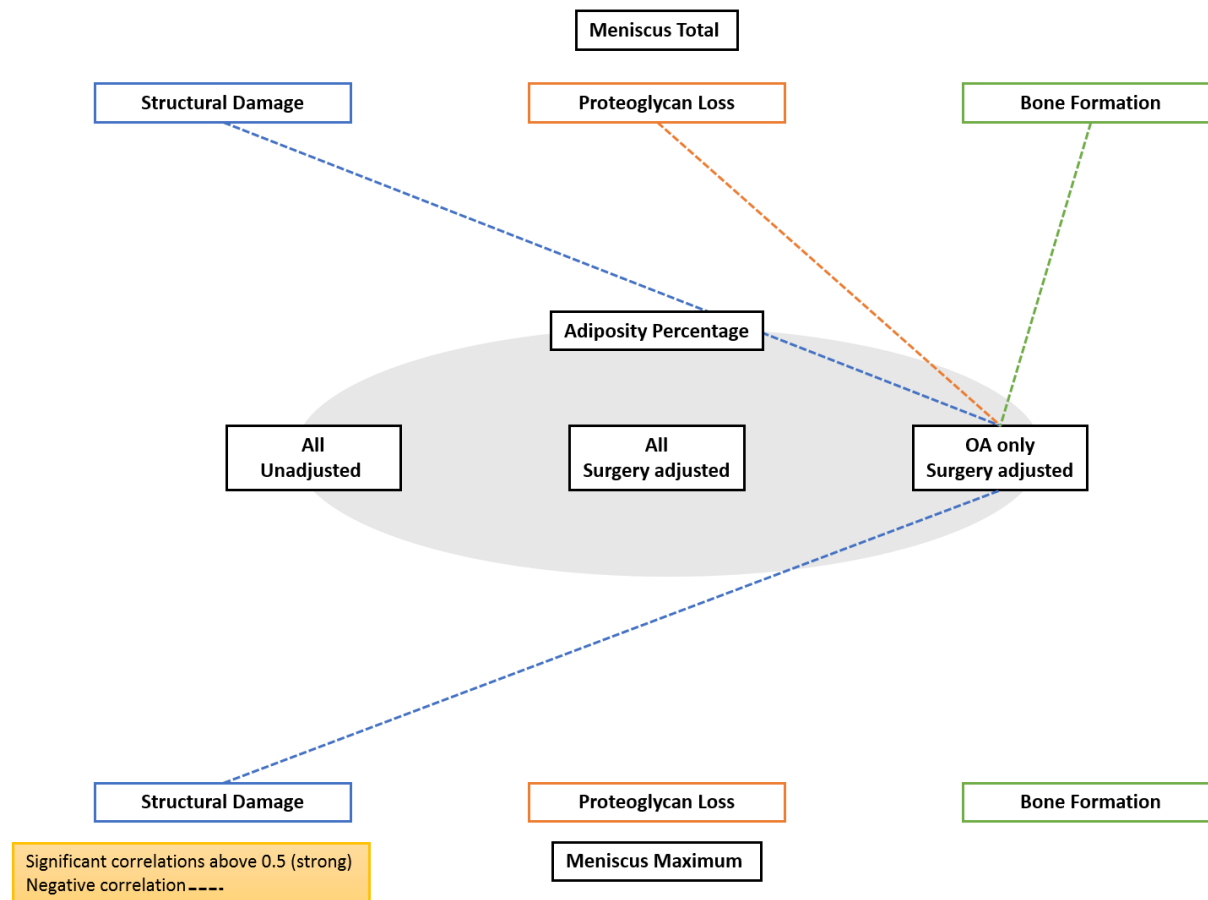 Meniscus Total
Structural Damage
Proteoglycan Loss
Bone Formation
Adiposity Percentage
All
Unadjusted
All
Surgery adjusted
OA only
Surgery adjusted
Structural Damage
Proteoglycan Loss
Bone Formation
Significant correlations above 0.5 (strong)
Negative correlation
Meniscus Maximum